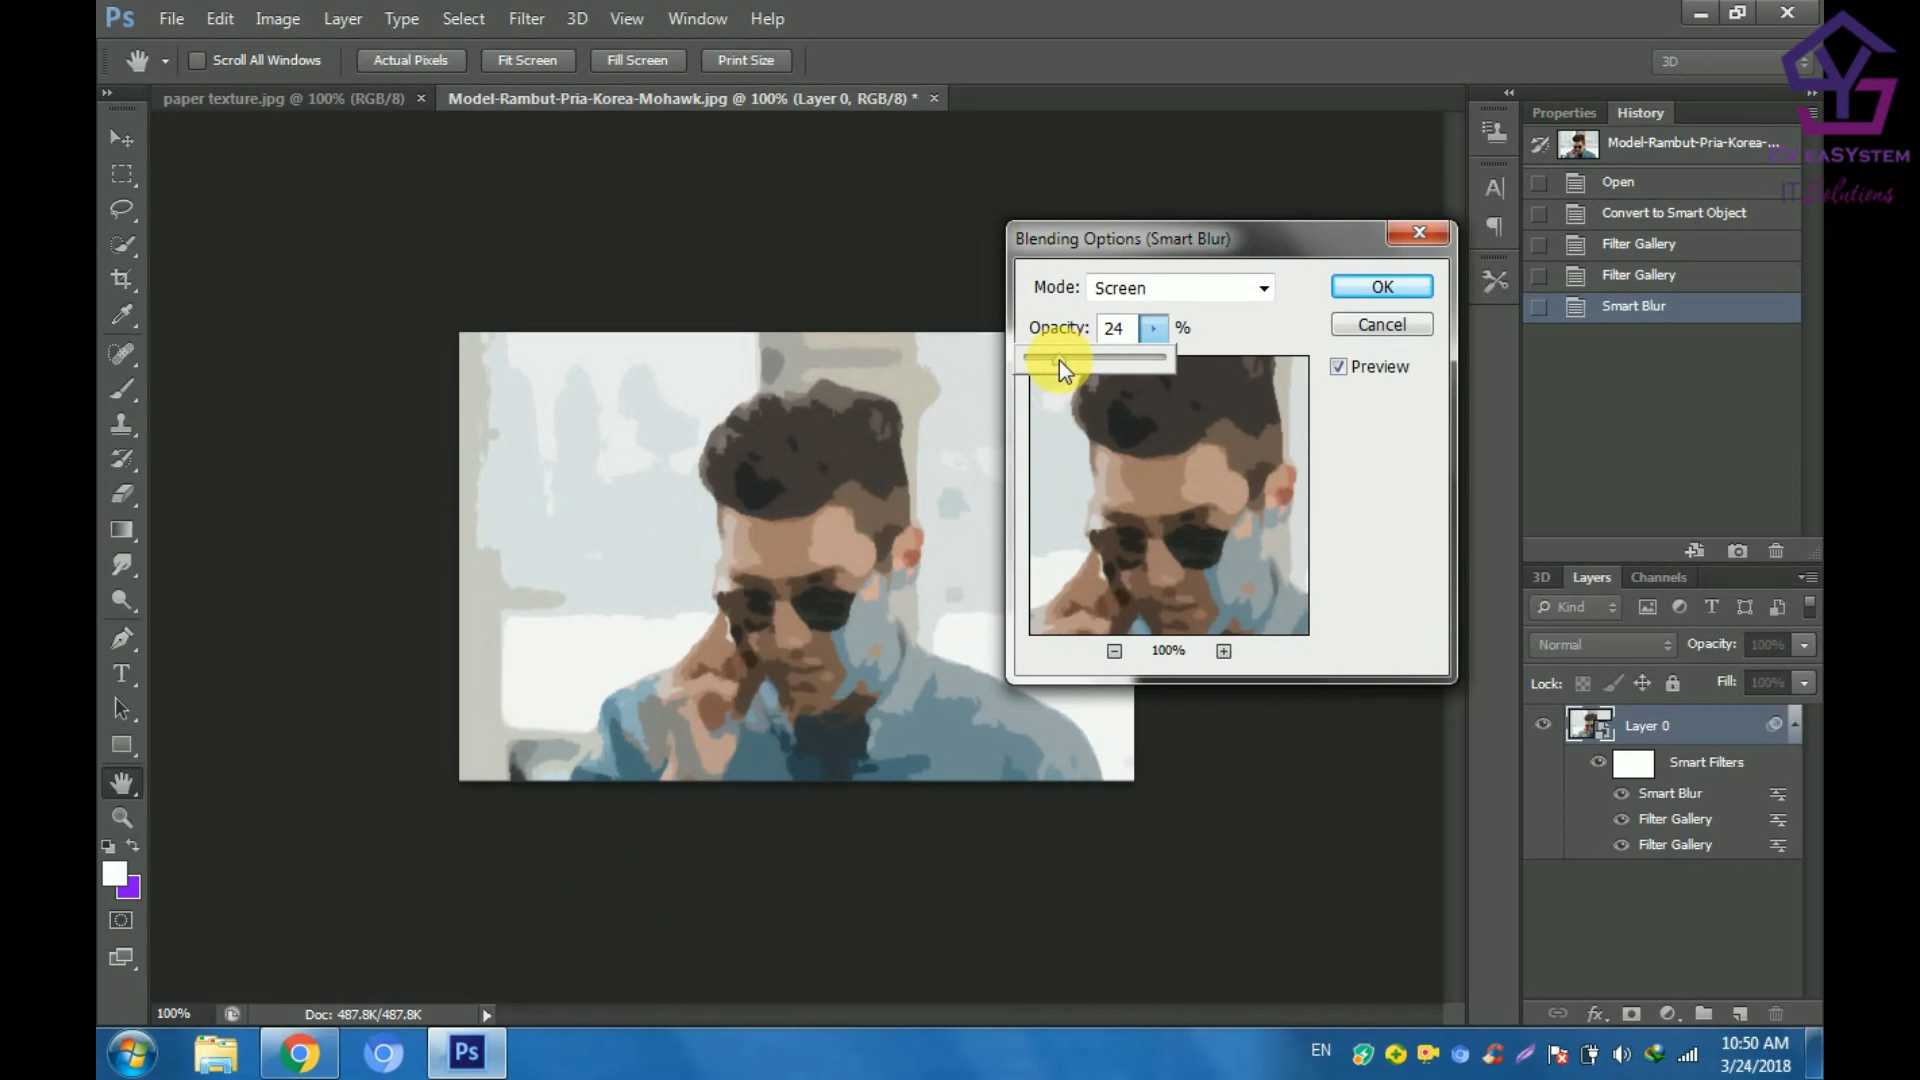 Ps File Edit Image Layer Type Select Filter 3D View Window Help
Scroll All Windows Actual Pixels Fit Screen Fill Screen Print Size 3D
paper texture.jpg @ 100% (RGB/8) × Model-Rambut-Pria-Korea-Mohawk.jpg @ 100% (Layer 0, RGB/8) * ×
Properties History
Model-Rambut-Pria-Korea-...
CV eaSYstem
IT Solutions
Open
Convert to Smart Object
Filter Gallery
Filter Gallery
Smart Blur
Blending Options (Smart Blur)
Mode: Screen OK
Opacity: 24 % Cancel
Preview
100%
3D Layers Channels
Kind
Normal Opacity: 100%
Lock: Fill: 100%
Layer 0
Smart Filters
Smart Blur
Filter Gallery
Filter Gallery
100% Doc: 487.8K/487.8K
Ps
EN
10:50 AM
3/24/2018